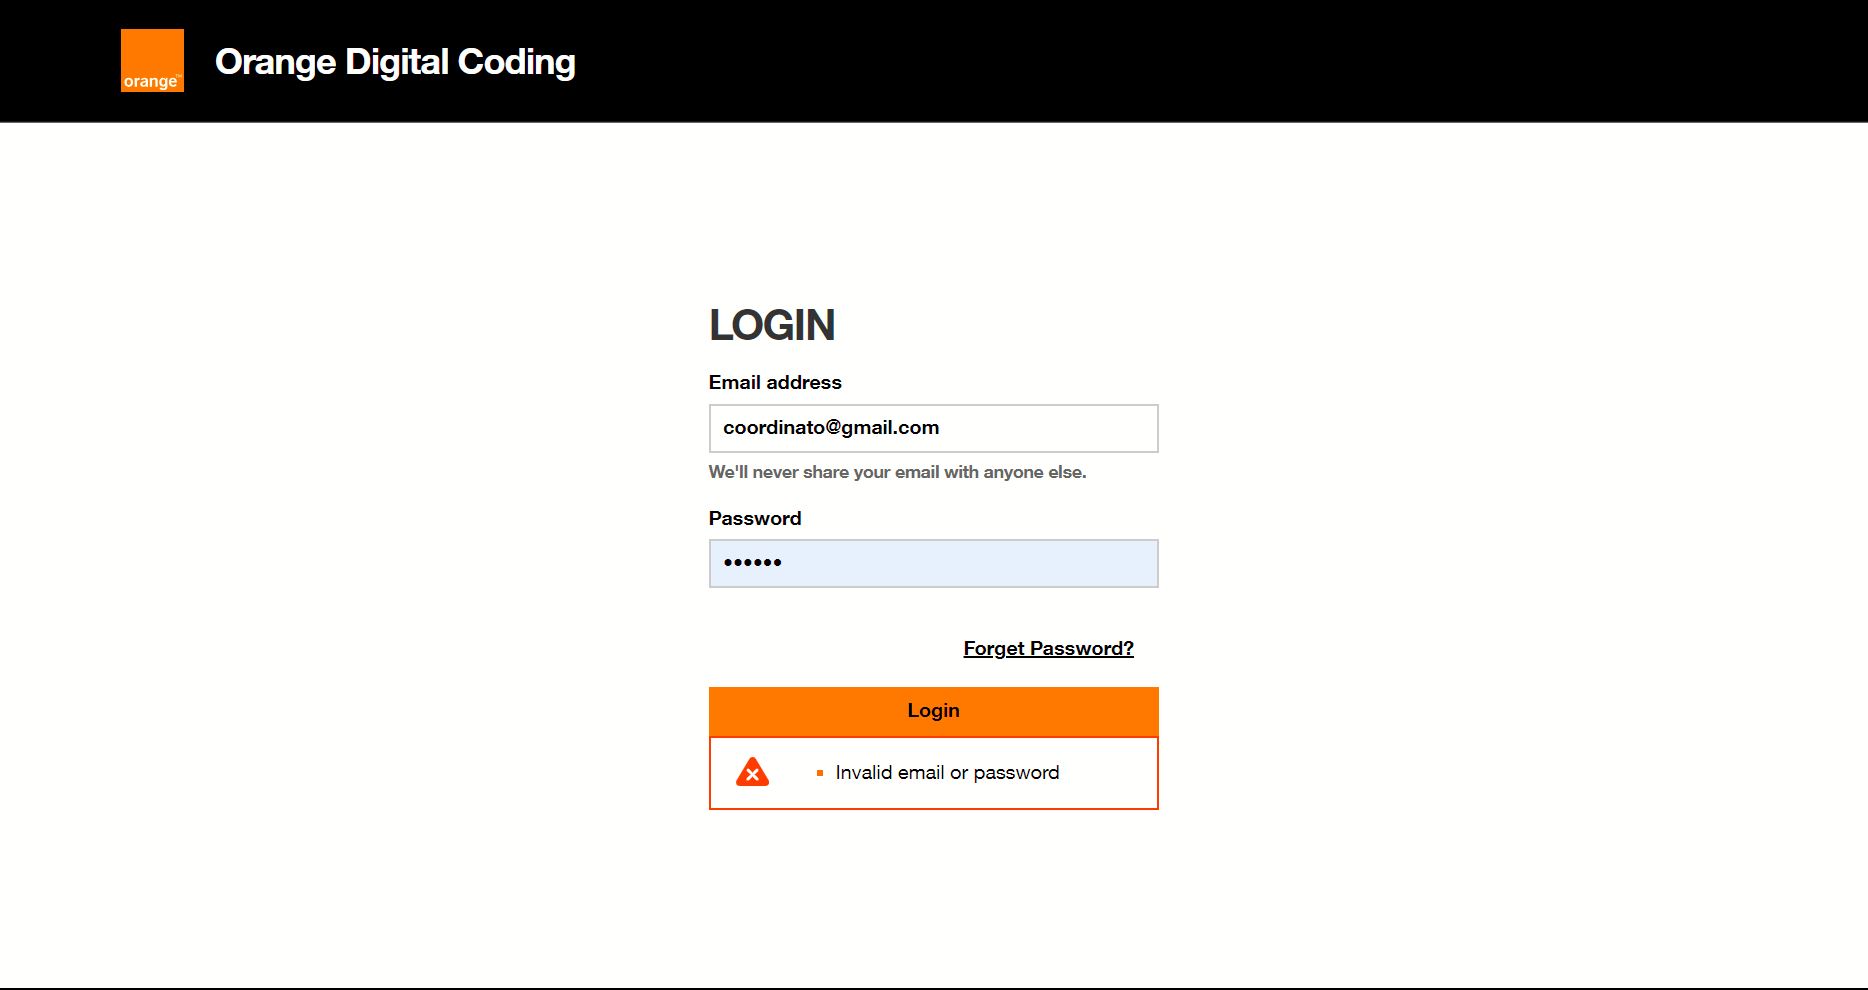 orange™
Orange Digital Coding
LOGIN
Email address
coordinato@gmail.com
We'll never share your email with anyone else.
Password
••••••
Forget Password?
Login
Invalid email or password